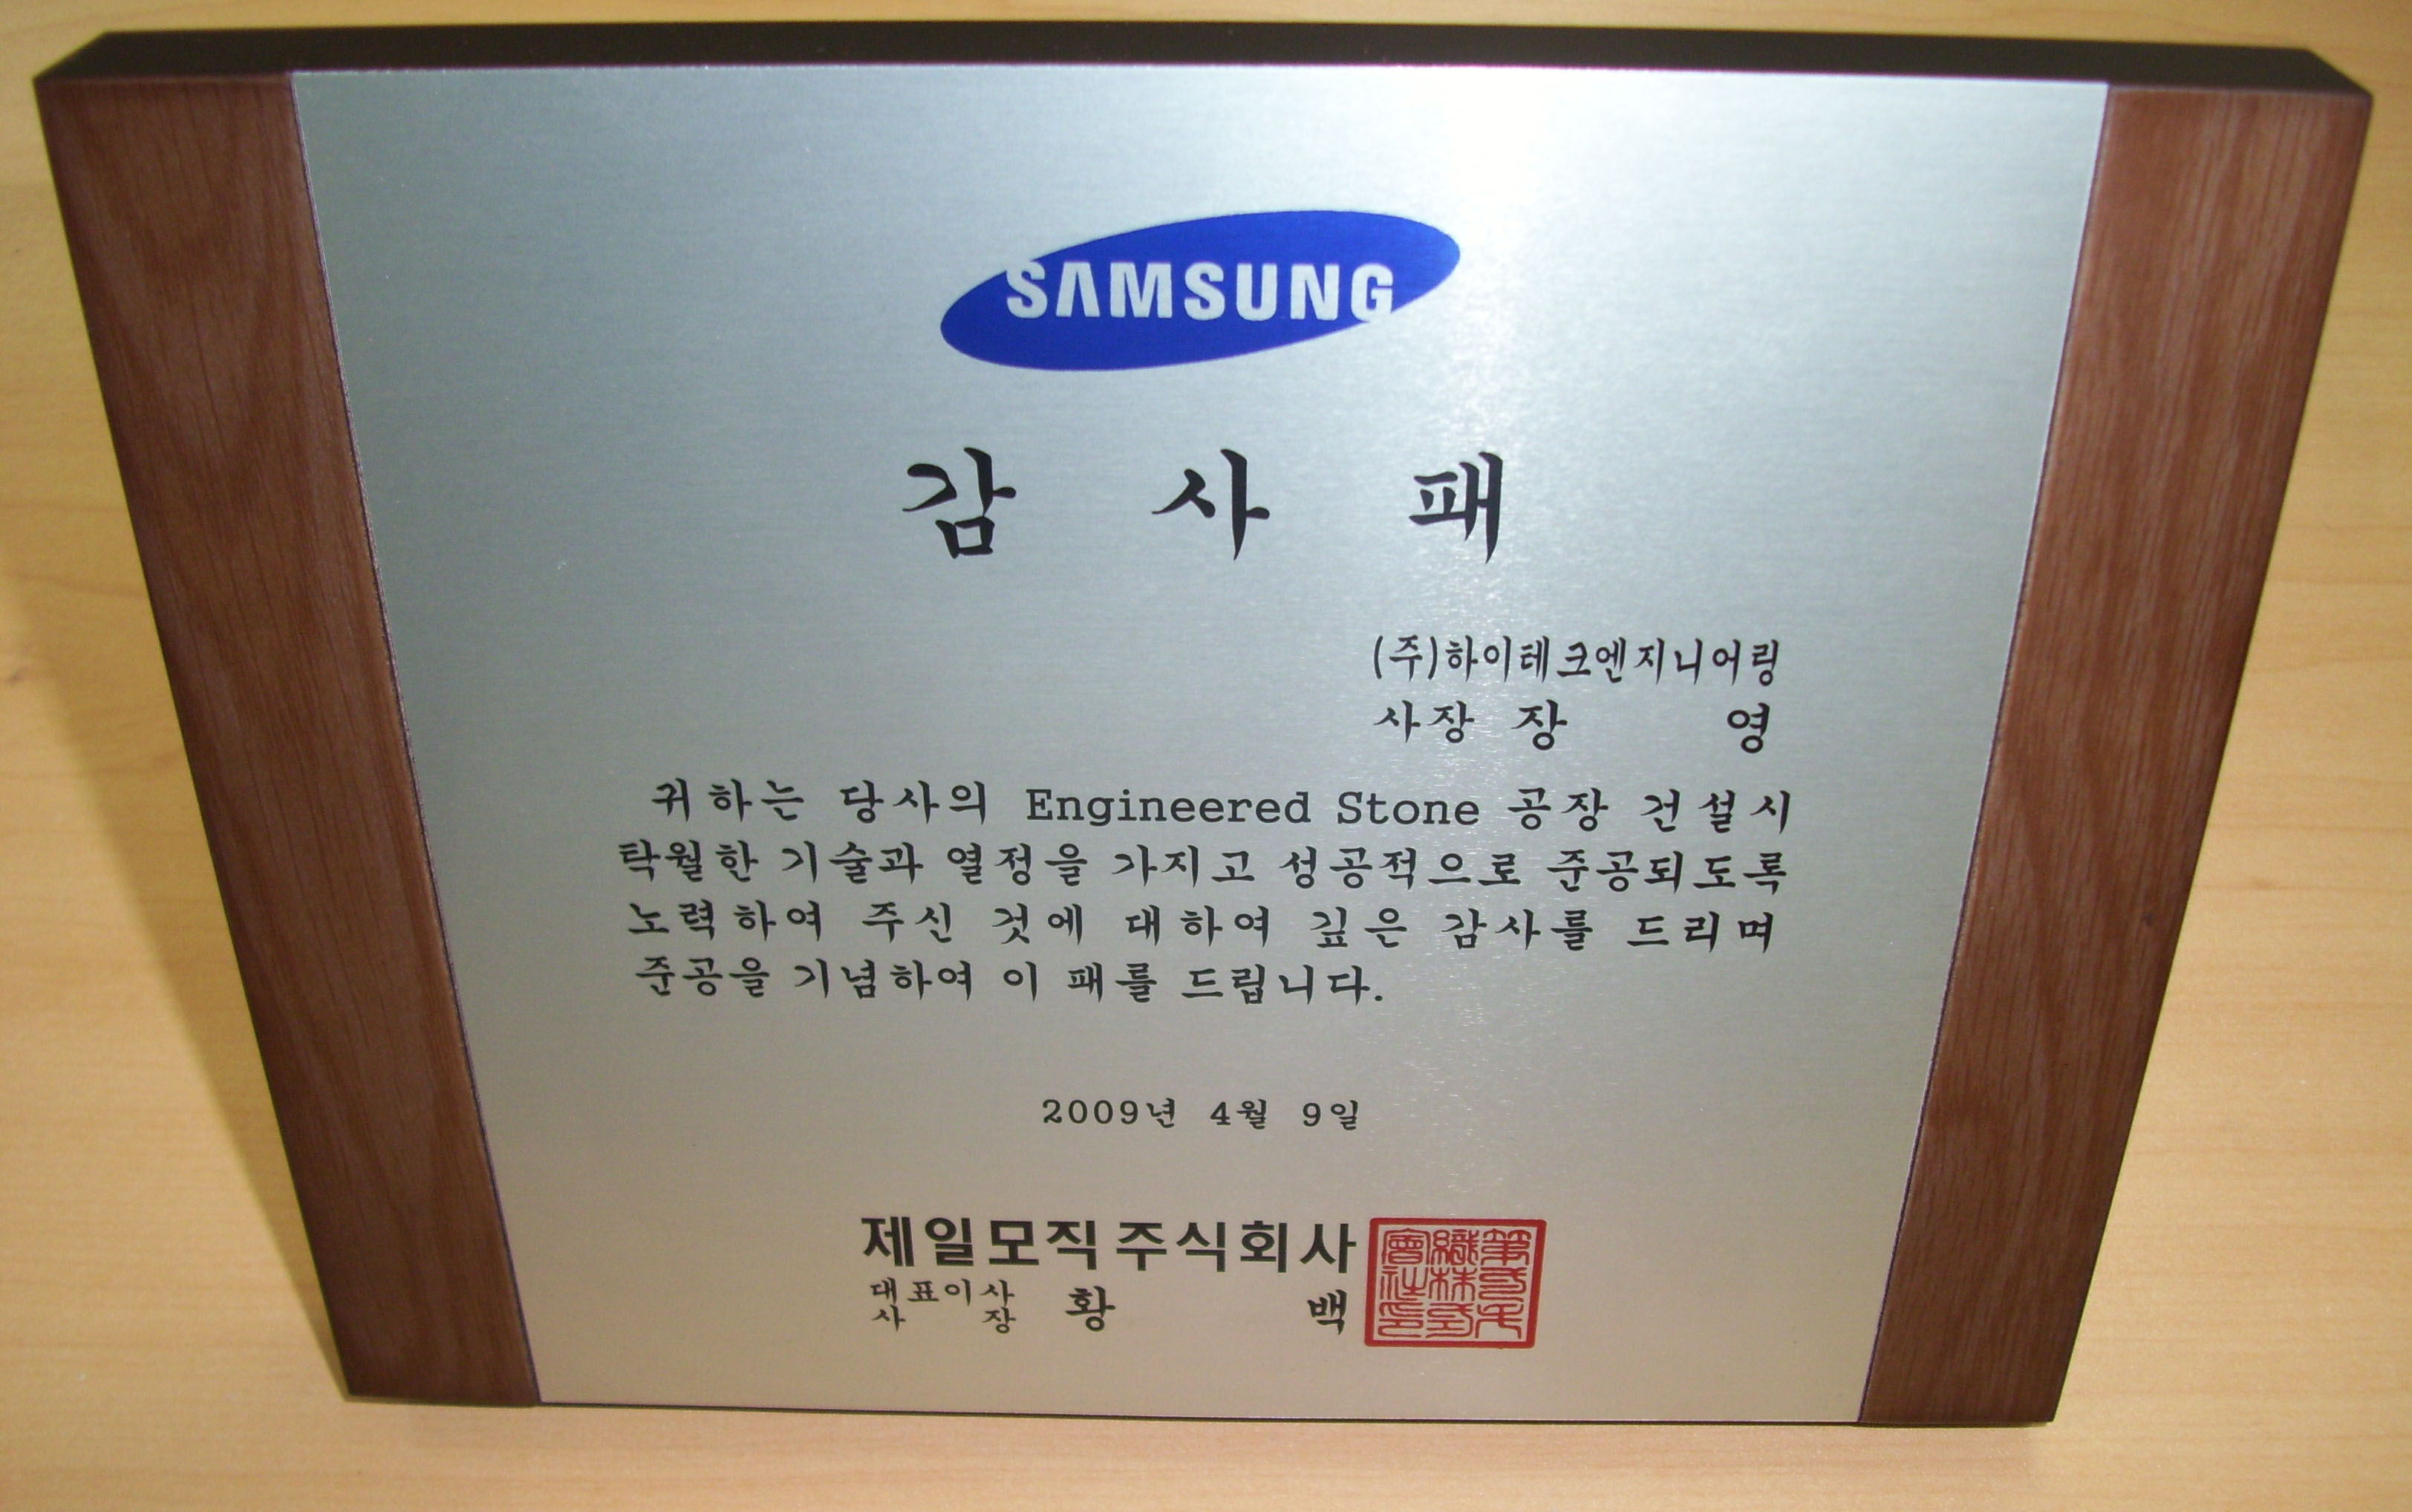 SAMSUNG
감 사 패
(주)하이테크엔지니어링
사장 장 영
귀하는 당사의 Engineered Stone 공장 건설시
탁월한 기술과 열정을 가지고 성공적으로 준공되도록
노력하여 주신 것에 대하여 깊은 감사를 드리며
준공을 기념하여 이 패를 드립니다.
2009년 4월 9일
제일모직주식회사
대표이사
사 장 황 백